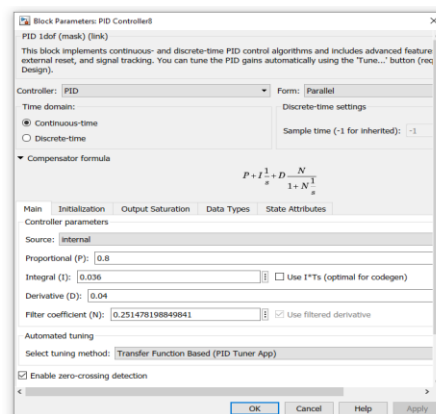 Block Parameters: PID Controller8
PID 1dof (mask) (link)
This block implements continuous- and discrete-time PID control algorithms and includes advanced feature
external reset, and signal tracking. You can tune the PID gains automatically using the 'Tune...' button (req
Design).
Controller: PID Form: Parallel
Time domain: Discrete-time settings
Continuous-time
Sample time (-1 for inherited): -1
Discrete-time
Compensator formula
P + I 1/s + D N/(1 + N 1/s)
Main Initialization Output Saturation Data Types State Attributes
Controller parameters
Source: internal
Proportional (P): 0.8
Integral (I): 0.036 Use I*Ts (optimal for codegen)
Derivative (D): 0.04
Filter coefficient (N): 0.251478198849841 Use filtered derivative
Automated tuning
Select tuning method: Transfer Function Based (PID Tuner App)
Enable zero-crossing detection
OK Cancel Help Apply